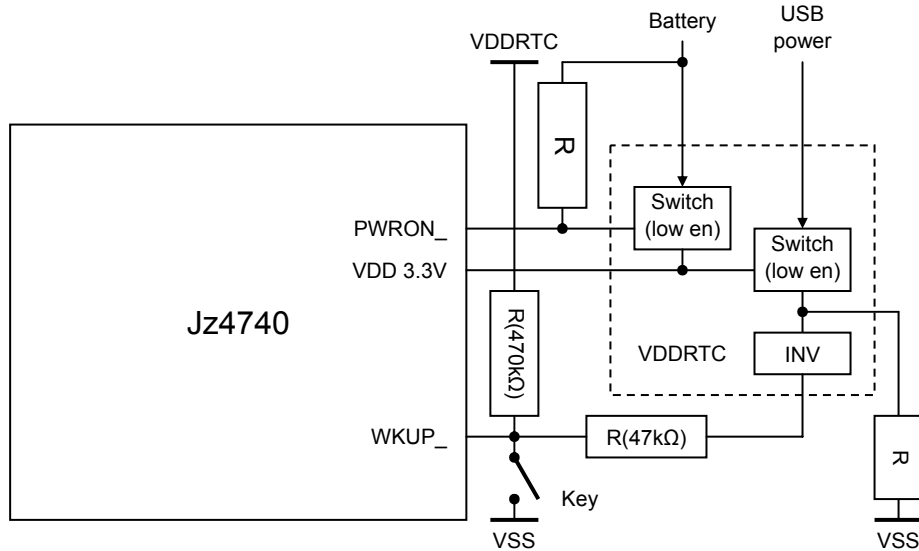 Battery
USB
power
VDDRTC
R
Switch
(low en)
PWRON_
Switch
(low en)
VDD 3.3V
Jz4740
R(470kΩ)
VDDRTC
INV
WKUP_
R(47kΩ)
R
Key
VSS
VSS